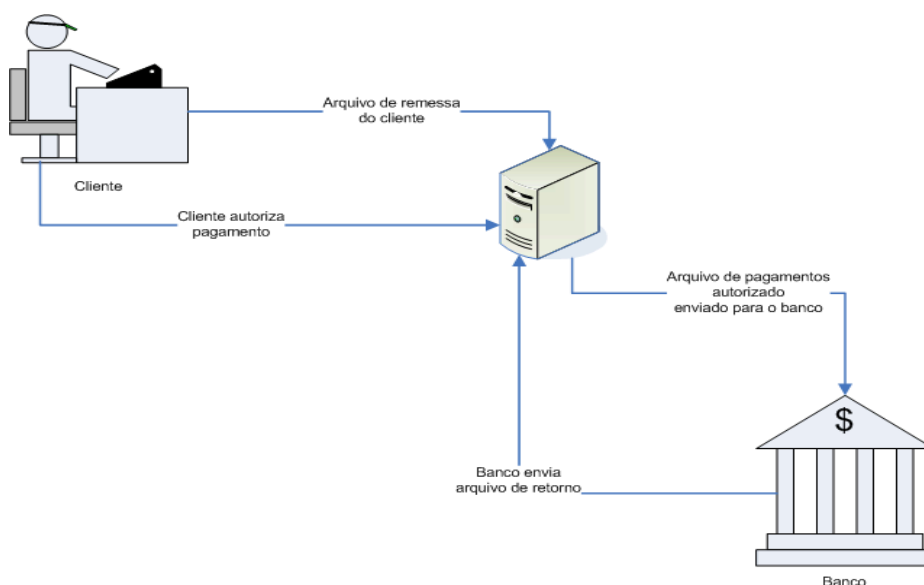 Arquivo de remessa
do cliente
Cliente
Cliente autoriza
pagamento
Arquivo de pagamentos
autorizado
enviado para o banco
$
Banco envia
arquivo de retorno
Banco